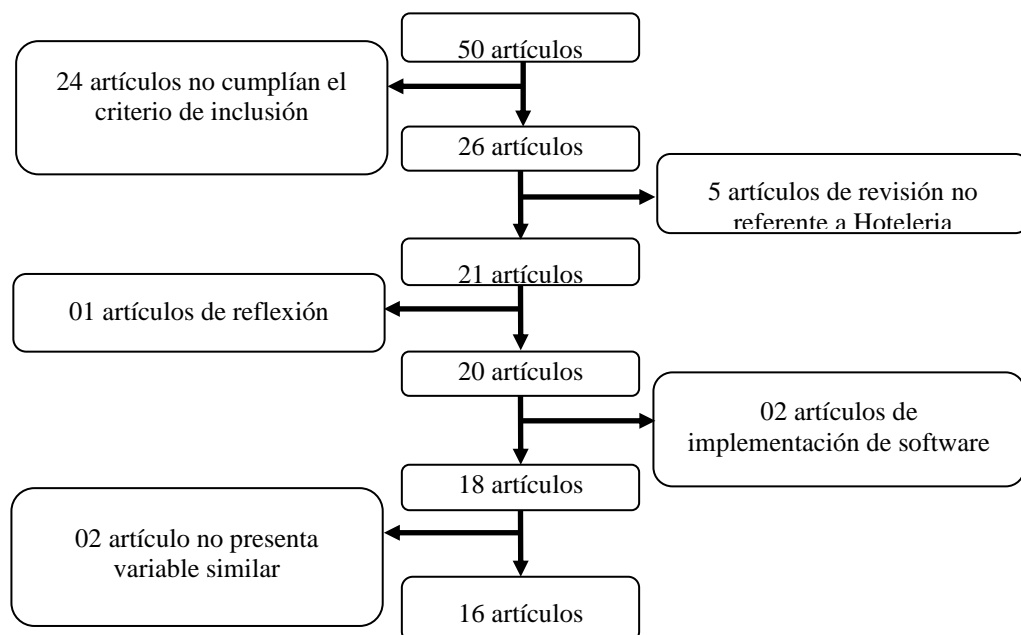 50 artículos
24 artículos no cumplían el
criterio de inclusión
26 artículos
5 artículos de revisión no
referente a Hoteleria
21 artículos
01 artículos de reflexión
20 artículos
02 artículos de
implementación de software
18 artículos
02 artículo no presenta
variable similar
16 artículos